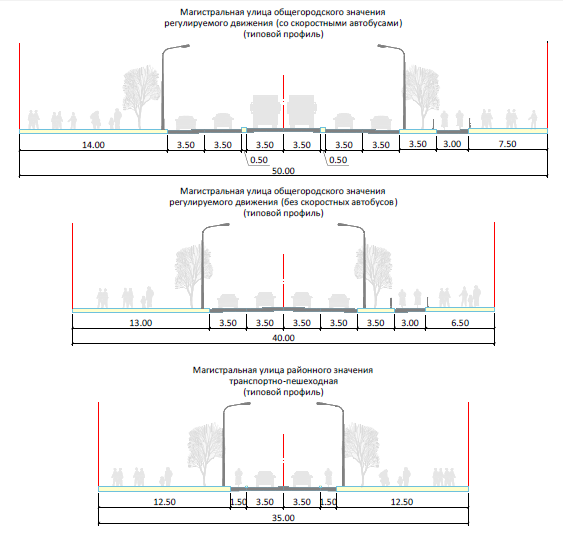 Магистральная улица общегородского значения
регулируемого движения (со скоростными автобусами)
(типовой профиль)
14.00 3.50 3.50 3.50 3.50 3.50 3.50 3.50 3.00 7.50
0.50 0.50
50.00
Магистральная улица общегородского значения
регулируемого движения (без скоростных автобусов)
(типовой профиль)
13.00 3.50 3.50 3.50 3.50 3.50 3.00 6.50
40.00
Магистральная улица районного значения
транспортно-пешеходная
(типовой профиль)
12.50 1.50 3.50 3.50 1.50 12.50
35.00